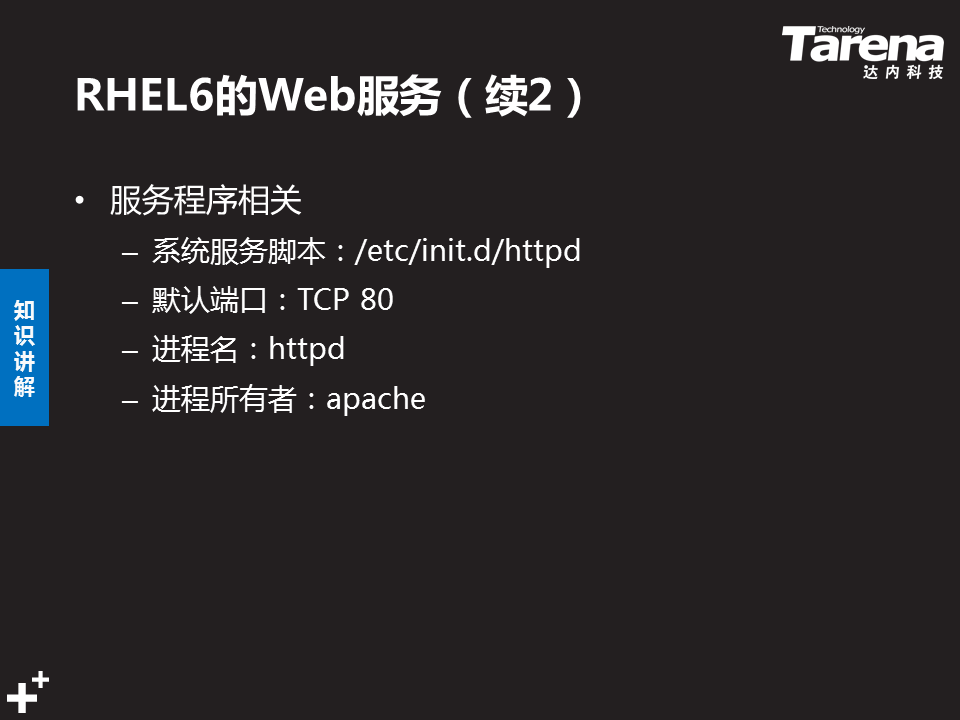 Technology
Tarena
达内科技
RHEL6的Web服务（续2）
• 服务程序相关
– 系统服务脚本：/etc/init.d/httpd
– 默认端口：TCP 80
– 进程名：httpd
– 进程所有者：apache
知识讲解